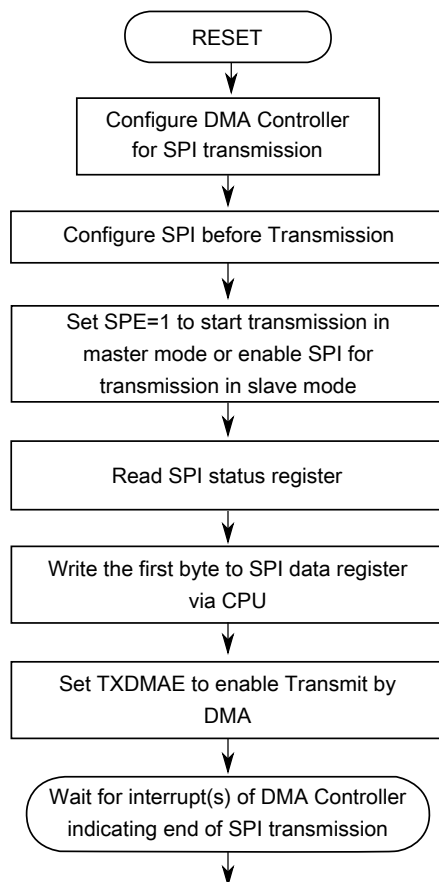 RESET
Configure DMA Controller
for SPI transmission
Configure SPI before Transmission
Set SPE=1 to start transmission in
master mode or enable SPI for
transmission in slave mode
Read SPI status register
Write the first byte to SPI data register
via CPU
Set TXDMAE to enable Transmit by
DMA
Wait for interrupt(s) of DMA Controller
indicating end of SPI transmission